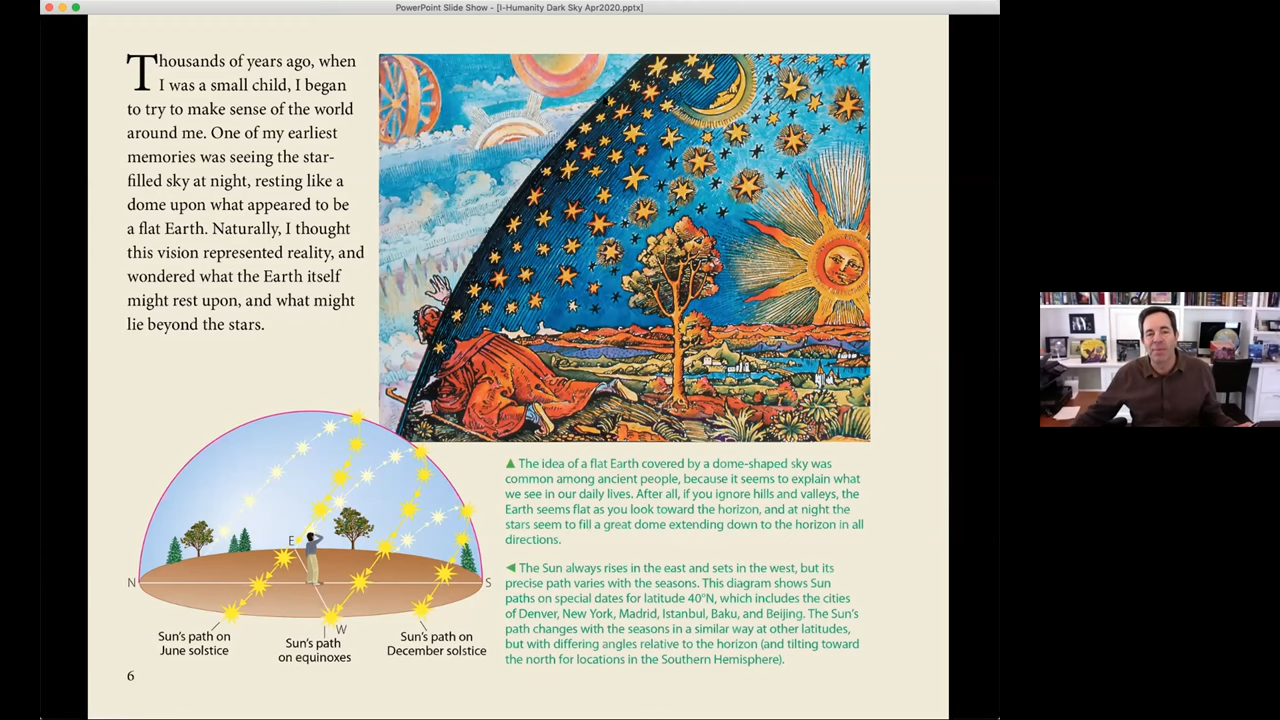 PowerPoint Slide Show - [I-Humanity Dark Sky Apr2020.pptx]
Thousands of years ago, when
I was a small child, I began
to try to make sense of the world
around me. One of my earliest
memories was seeing the star-
filled sky at night, resting like a
dome upon what appeared to be
a flat Earth. Naturally, I thought
this vision represented reality, and
wondered what the Earth itself
might rest upon, and what might
lie beyond the stars.
▲ The idea of a flat Earth covered by a dome-shaped sky was
common among ancient people, because it seems to explain what
we see in our daily lives. After all, if you ignore hills and valleys, the
Earth seems flat as you look toward the horizon, and at night the
stars seem to fill a great dome extending down to the horizon in all
directions.
◄ The Sun always rises in the east and sets in the west, but its
precise path varies with the seasons. This diagram shows Sun
paths on special dates for latitude 40°N, which includes the cities
of Denver, New York, Madrid, Istanbul, Baku, and Beijing. The Sun's
path changes with the seasons in a similar way at other latitudes,
but with differing angles relative to the horizon (and tilting toward
the north for locations in the Southern Hemisphere).
E
N
S
W
Sun's path on
June solstice
Sun's path
on equinoxes
Sun's path on
December solstice
6